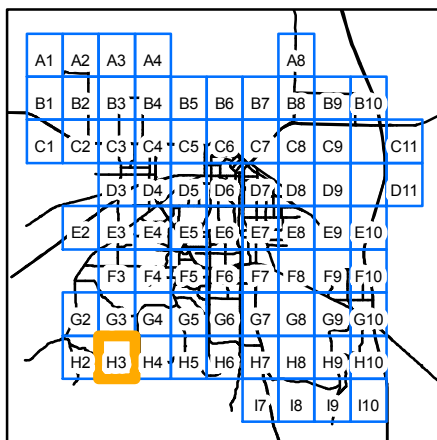 A1 A2 A3 A4 A8
B1 B2 B3 B4 B5 B6 B7 B8 B9 B10
C1 C2 C3 C4 C5 C6 C7 C8 C9 C11
D3 D4 D5 D6 D7 D8 D9 D11
E2 E3 E4 E5 E6 E7 E8 E9 E10
F3 F4 F5 F6 F7 F8 F9 F10
G2 G3 G4 G5 G6 G7 G8 G9 G10
H2 H3 H4 H5 H6 H7 H8 H9 H10
I7 I8 I9 I10